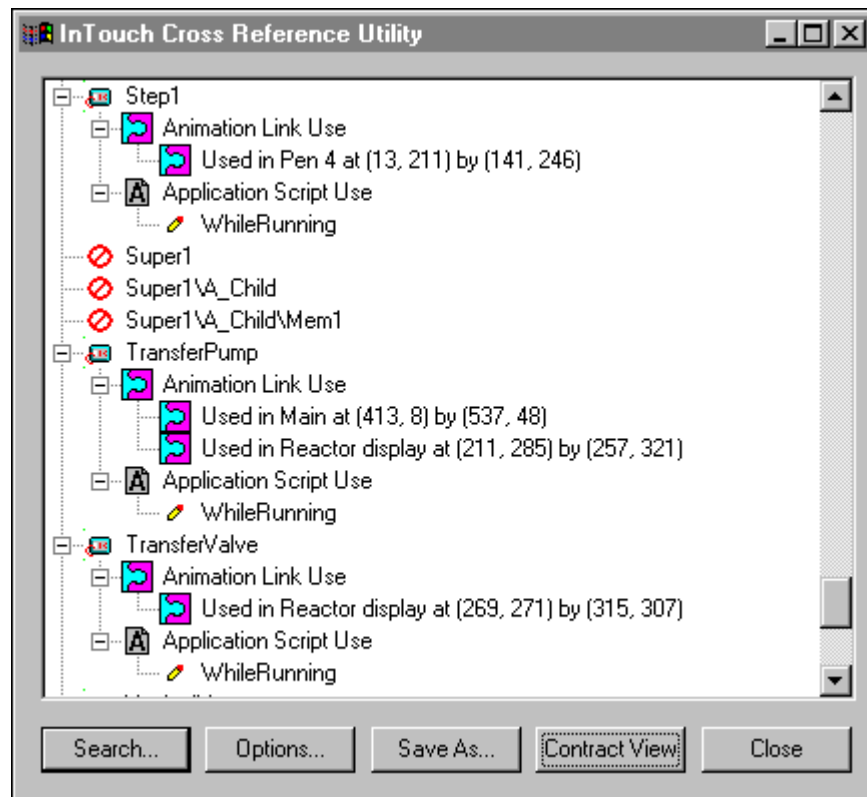 InTouch Cross Reference Utility
Step1
Animation Link Use
Used in Pen 4 at (13, 211) by (141, 246)
Application Script Use
WhileRunning
Super1
Super1\A_Child
Super1\A_Child\Mem1
TransferPump
Animation Link Use
Used in Main at (413, 8) by (537, 48)
Used in Reactor display at (211, 285) by (257, 321)
Application Script Use
WhileRunning
TransferValve
Animation Link Use
Used in Reactor display at (269, 271) by (315, 307)
Application Script Use
WhileRunning
Search... Options... Save As... Contract View Close